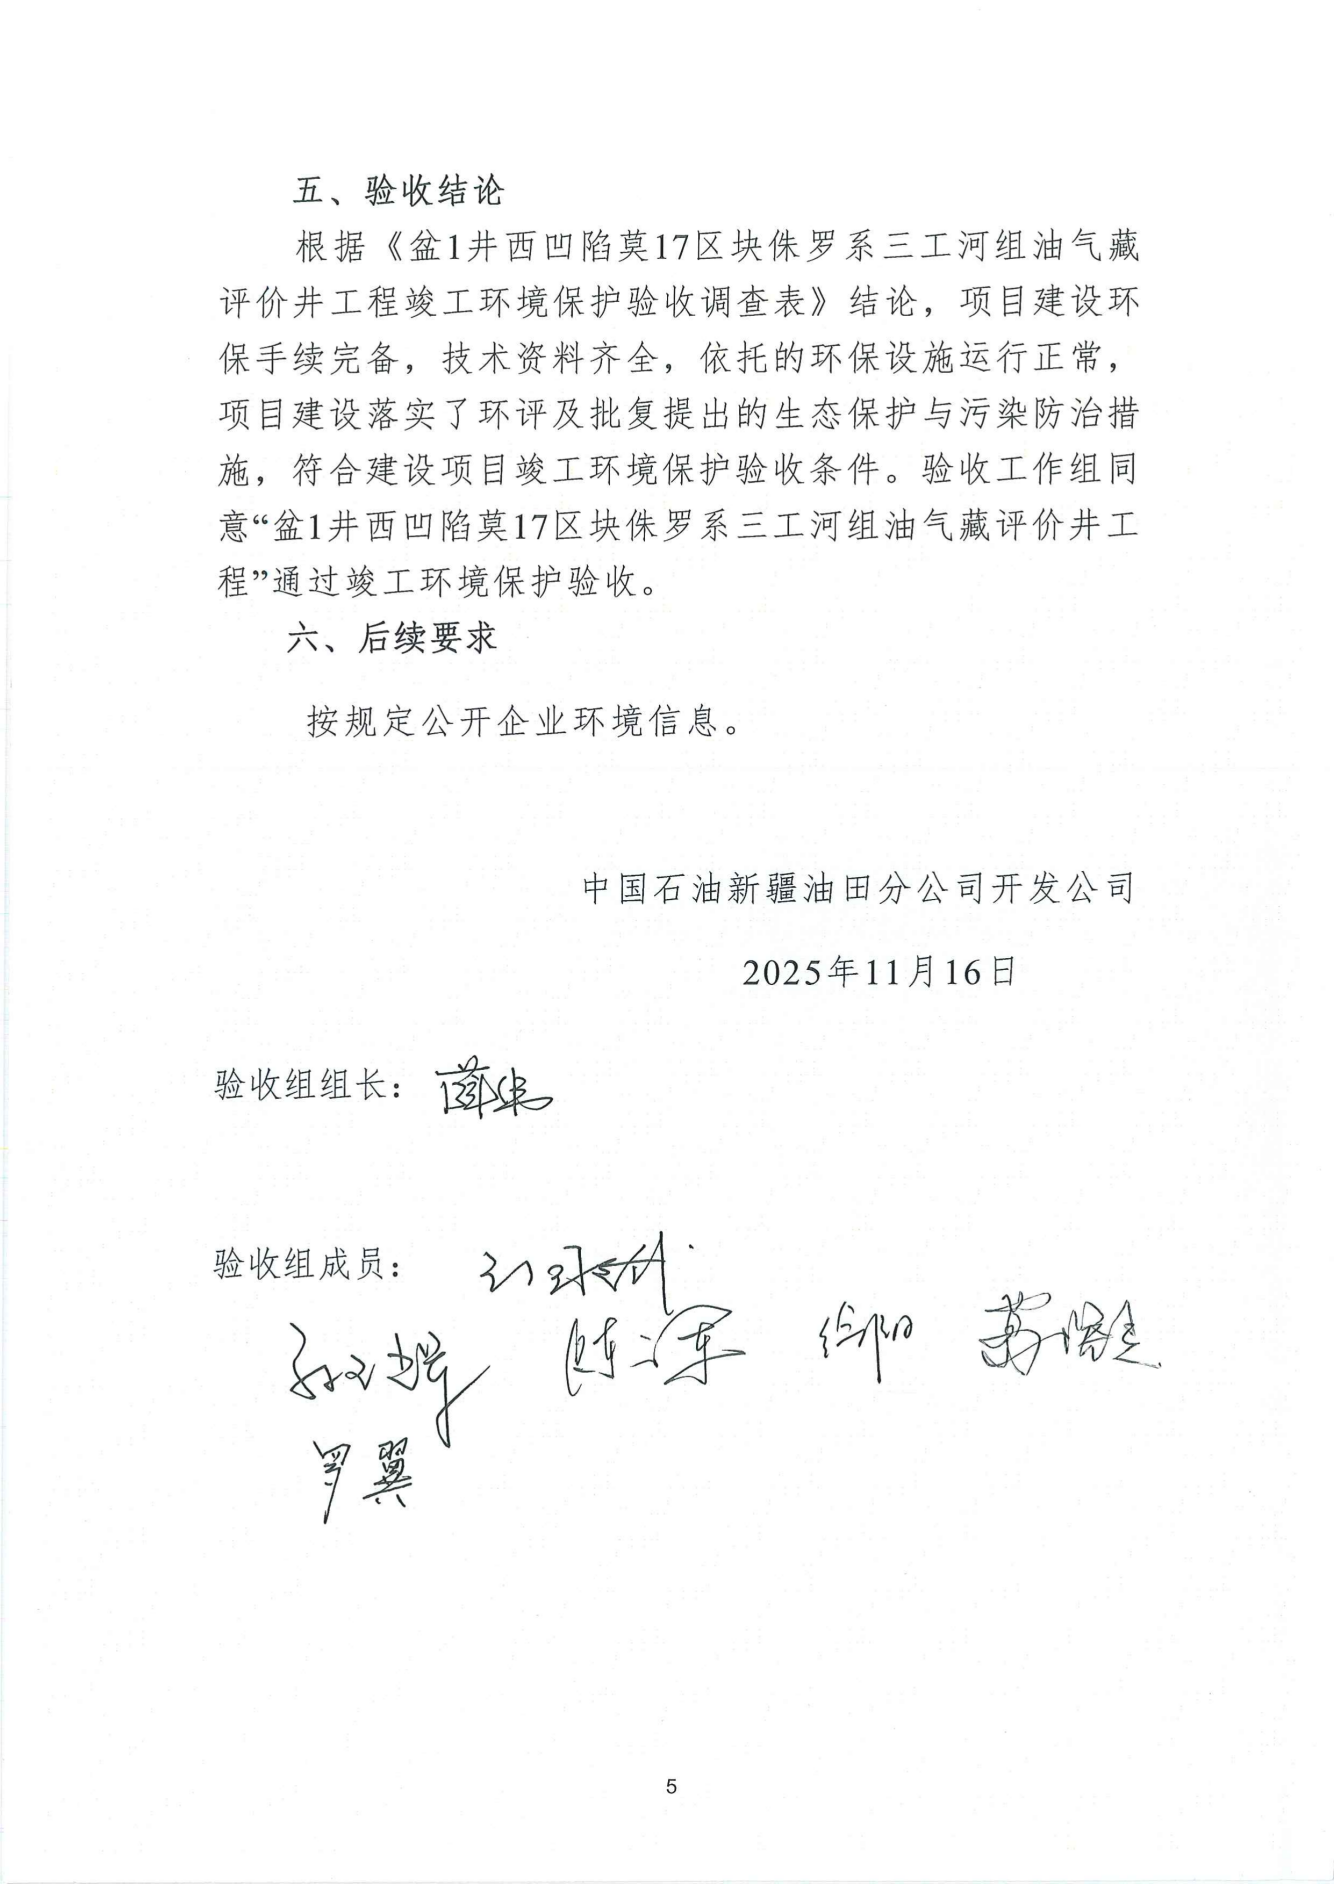 五、验收结论
根据《盆1井西凹陷莫17区块侏罗系三工河组油气藏
评价井工程竣工环境保护验收调查表》结论，项目建设环
保手续完备，技术资料齐全，依托的环保设施运行正常，
项目建设落实了环评及批复提出的生态保护与污染防治措
施，符合建设项目竣工环境保护验收条件。验收工作组同
意“盆1井西凹陷莫17区块侏罗系三工河组油气藏评价井工
程”通过竣工环境保护验收。
六、后续要求
按规定公开企业环境信息。
中国石油新疆油田分公司开发公司
2025年11月16日
验收组组长：
验收组成员：
罗翼
5